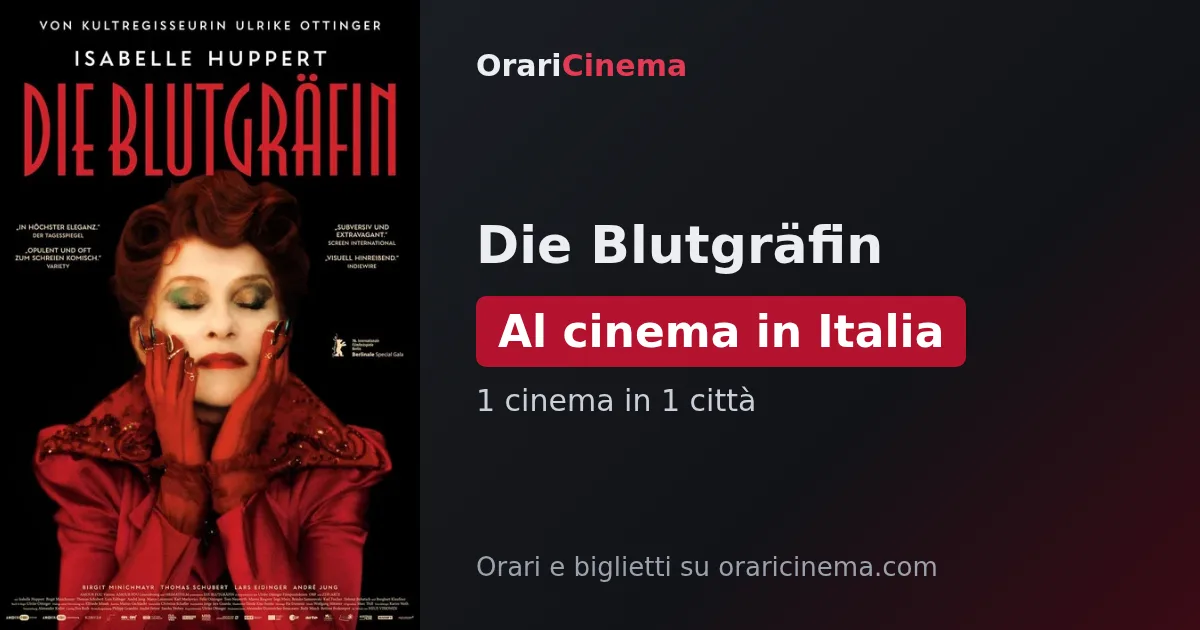 VON KULTREGISSEURIN ULRIKE OTTINGER
ISABELLE HUPPERT
DIE BLUTGRÄFIN
„IN HÖCHSTER ELEGANZ.“
DER TAGESSPIEGEL
„OPULENT UND OFT
ZUM SCHREIEN KOMISCH.“
VARIETY
„SUBVERSIV UND
EXTRAVAGANT.“
SCREEN INTERNATIONAL
„VISUELL HINREIßEND.“
INDIEWIRE
Berlinale Special Gala
BIRGIT MINICHMAYR THOMAS SCHUBERT LARS EIDINGER ANDRÉ JUNG
OrariCinema
Die Blutgräfin
Al cinema in Italia
1 cinema in 1 città
Orari e biglietti su oraricinema.com